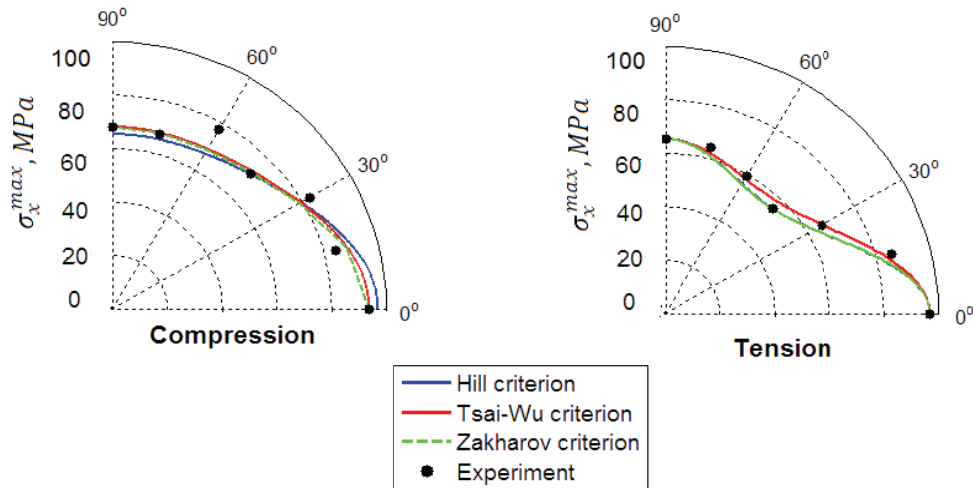 90°
100
80
60
40
20
0
σₓᵐᵃˣ, MPa
60°
30°
0°
Compression
90°
100
80
60
40
20
0
σₓᵐᵃˣ, MPa
60°
30°
0°
Tension
Hill criterion
Tsai-Wu criterion
Zakharov criterion
Experiment